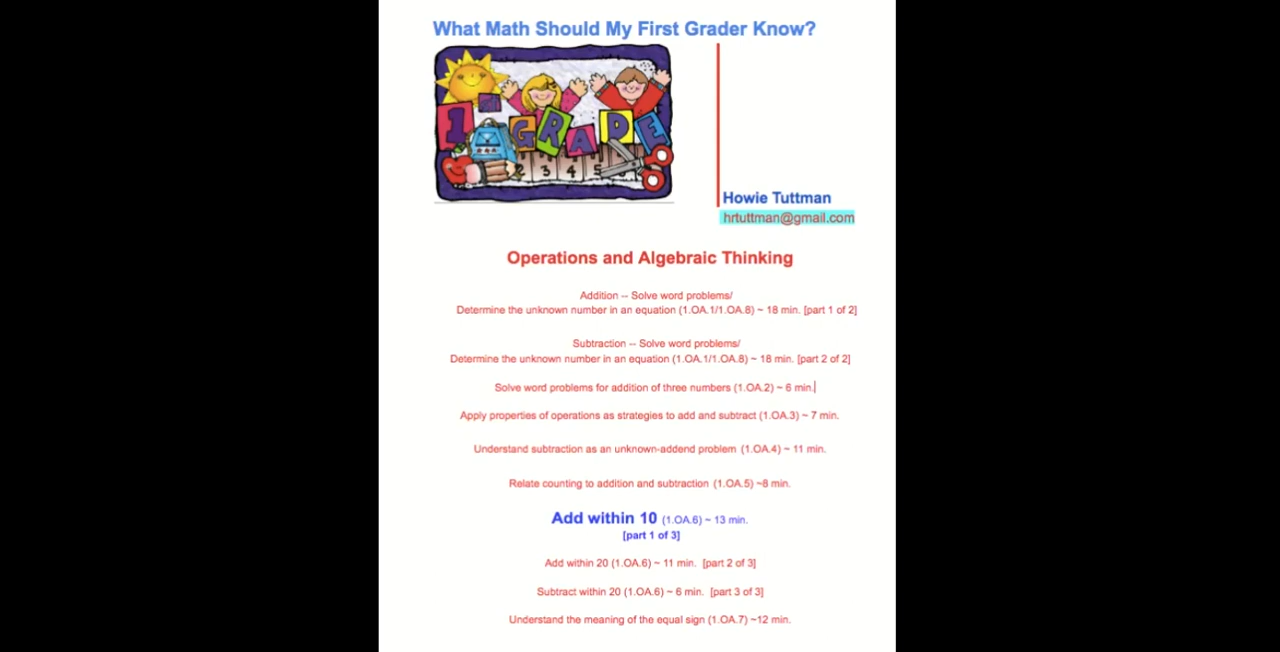 What Math Should My First Grader Know?
1st GRADE
2 3 4 5
Howie Tuttman
hrtuttman@gmail.com
Operations and Algebraic Thinking
Addition -- Solve word problems/
Determine the unknown number in an equation (1.OA.1/1.OA.8) ~ 18 min. [part 1 of 2]
Subtraction -- Solve word problems/
Determine the unknown number in an equation (1.OA.1/1.OA.8) ~ 18 min. [part 2 of 2]
Solve word problems for addition of three numbers (1.OA.2) ~ 6 min.
Apply properties of operations as strategies to add and subtract (1.OA.3) ~ 7 min.
Understand subtraction as an unknown-addend problem (1.OA.4) ~ 11 min.
Relate counting to addition and subtraction (1.OA.5) ~8 min.
Add within 10 (1.OA.6) ~ 13 min.
[part 1 of 3]
Add within 20 (1.OA.6) ~ 11 min. [part 2 of 3]
Subtract within 20 (1.OA.6) ~ 6 min. [part 3 of 3]
Understand the meaning of the equal sign (1.OA.7) ~12 min.